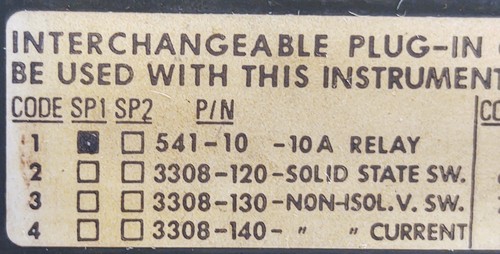 INTERCHANGEABLE PLUG-IN
BE USED WITH THIS INSTRUMENT
CODE SP1 SP2 P/N
1 541-10 -10A RELAY
2 3308-120-SOLID STATE SW.
3 3308-130-NON-ISOL.V. SW.
4 3308-140- " " CURRENT